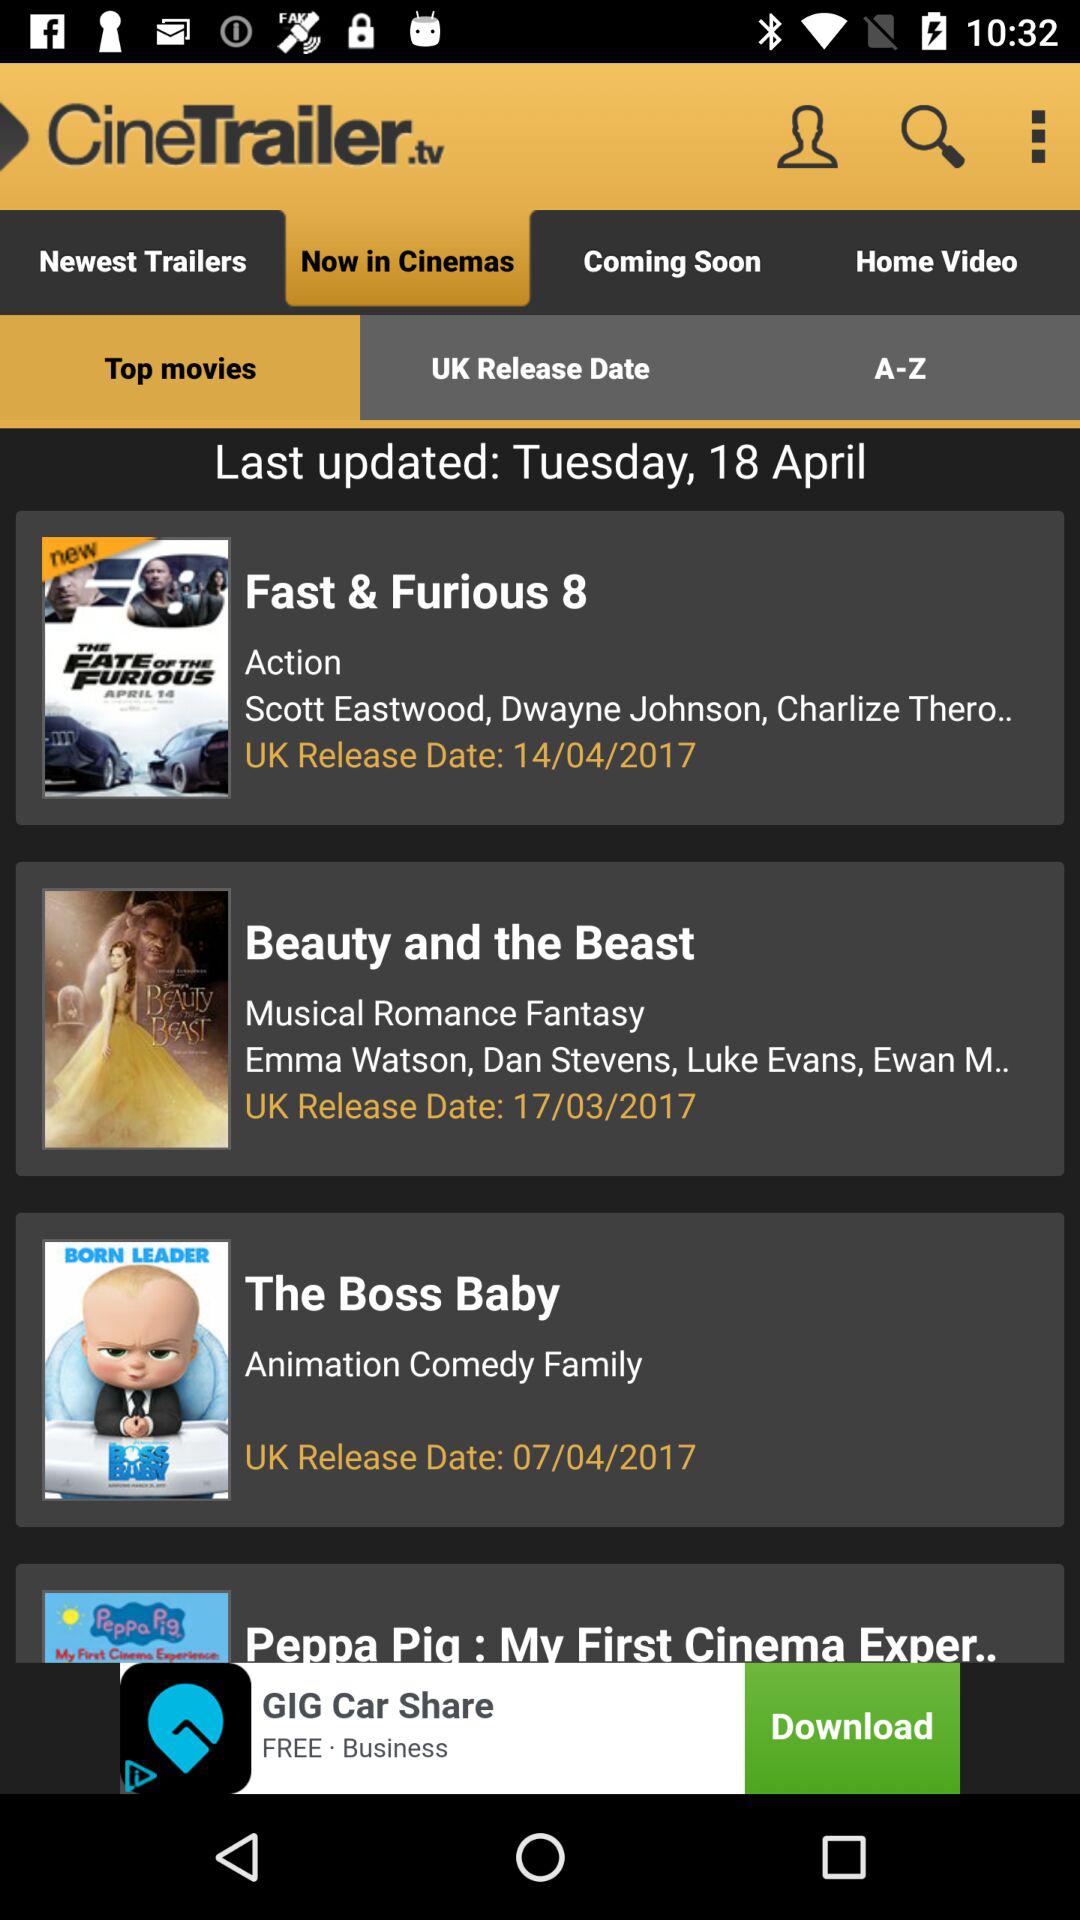 FAKE
10:32
CineTrailer.tv
Newest Trailers
Now in Cinemas
Coming Soon
Home Video
Top movies
UK Release Date
A-Z
Last updated: Tuesday, 18 April
new
F8
THE
FATE OF THE
FURIOUS
APRIL 14
Fast & Furious 8
Action
Scott Eastwood, Dwayne Johnson, Charlize Thero..
UK Release Date: 14/04/2017
Disney's
BEAUTY
AND THE
BEAST
Beauty and the Beast
Musical Romance Fantasy
Emma Watson, Dan Stevens, Luke Evans, Ewan M..
UK Release Date: 17/03/2017
BORN LEADER
BOSS
BABY
The Boss Baby
Animation Comedy Family
UK Release Date: 07/04/2017
Peppa Pig
My First Cinema Experience:
Peppa Pig : My First Cinema Exper..
GIG Car Share
FREE · Business
Download